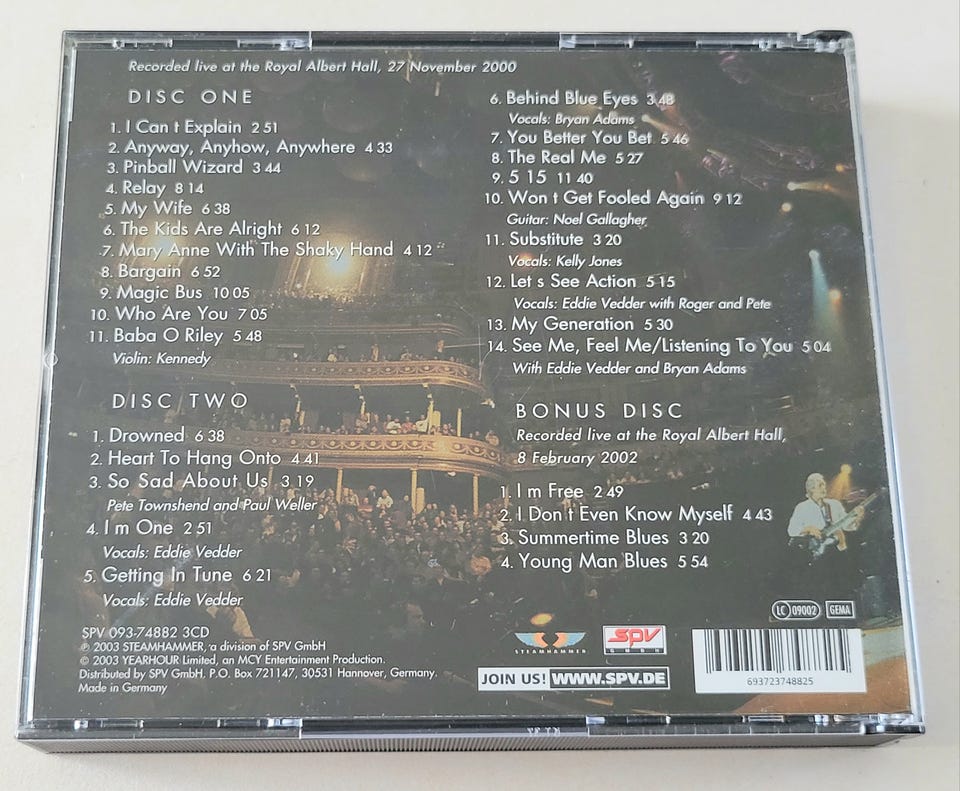 Recorded live at the Royal Albert Hall, 27 November 2000
DISC ONE
1. I Can t Explain 2 51
2. Anyway, Anyhow, Anywhere 4 33
3. Pinball Wizard 3 44
4. Relay 8 14
5. My Wife 6 38
6. The Kids Are Alright 6 12
7. Mary Anne With The Shaky Hand 4 12
8. Bargain 6 52
9. Magic Bus 10 05
10. Who Are You 7 05
11. Baba O Riley 5 48
Violin: Kennedy
DISC TWO
1. Drowned 6 38
2. Heart To Hang Onto 4 41
3. So Sad About Us 3 19
Pete Townshend and Paul Weller
4. I m One 2 51
Vocals: Eddie Vedder
5. Getting In Tune 6 21
Vocals: Eddie Vedder
6. Behind Blue Eyes 3 48
Vocals: Bryan Adams
7. You Better You Bet 5 46
8. The Real Me 5 27
9. 5 15 11 40
10. Won t Get Fooled Again 9 12
Guitar: Noel Gallagher
11. Substitute 3 20
Vocals: Kelly Jones
12. Let s See Action 5 15
Vocals: Eddie Vedder with Roger and Pete
13. My Generation 5 30
14. See Me, Feel Me/Listening To You 5 04
With Eddie Vedder and Bryan Adams
BONUS DISC
Recorded live at the Royal Albert Hall,
8 February 2002
1. I m Free 2 49
2. I Don t Even Know Myself 4 43
3. Summertime Blues 3 20
4. Young Man Blues 5 54
SPV 093-74882 3CD
℗ 2003 STEAMHAMMER, a division of SPV GmbH
© 2003 YEARHOUR Limited, an MCY Entertainment Production.
Distributed by SPV GmbH. P.O. Box 721147, 30531 Hannover, Germany.
Made in Germany
STEAMHAMMER
SPV
GMBH
JOIN US! WWW.SPV.DE
LC 09002 GEMA
693723748825